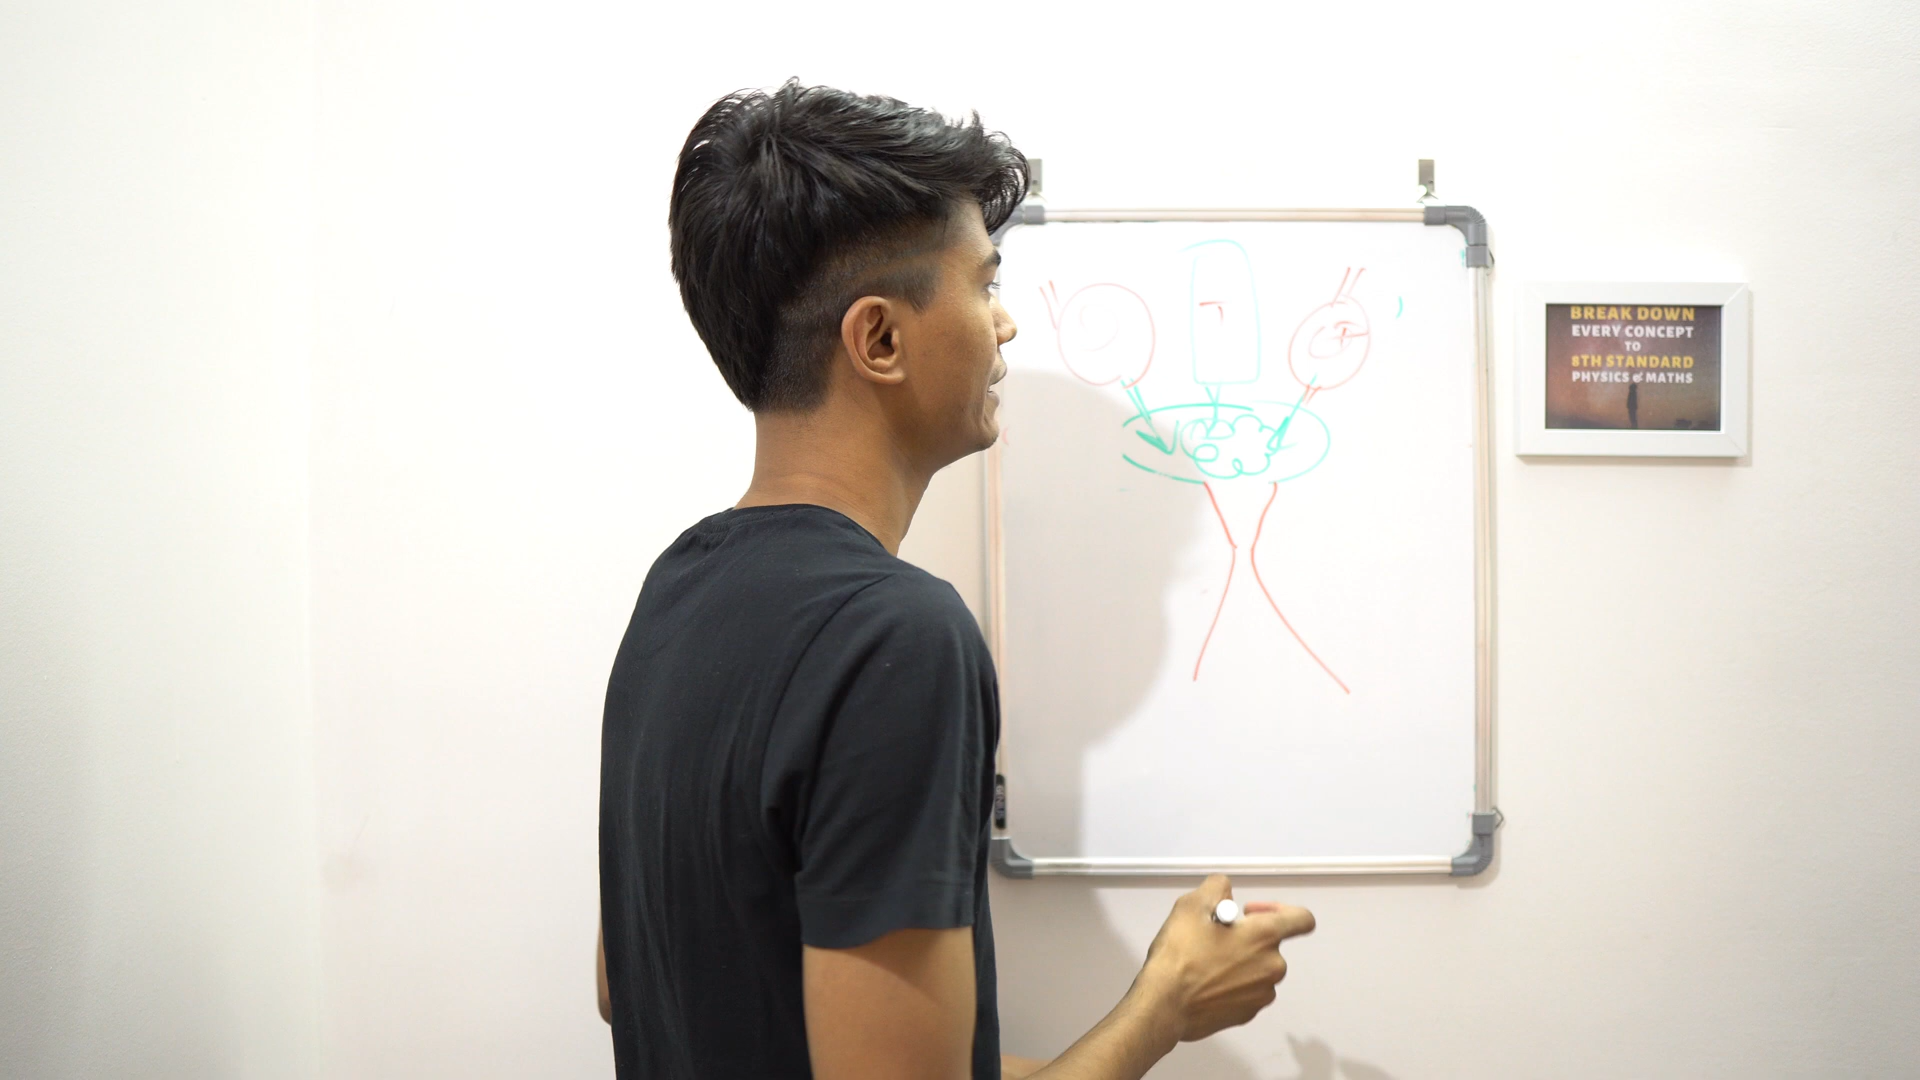 BREAK DOWN
EVERY CONCEPT
TO
8TH STANDARD
PHYSICS & MATHS